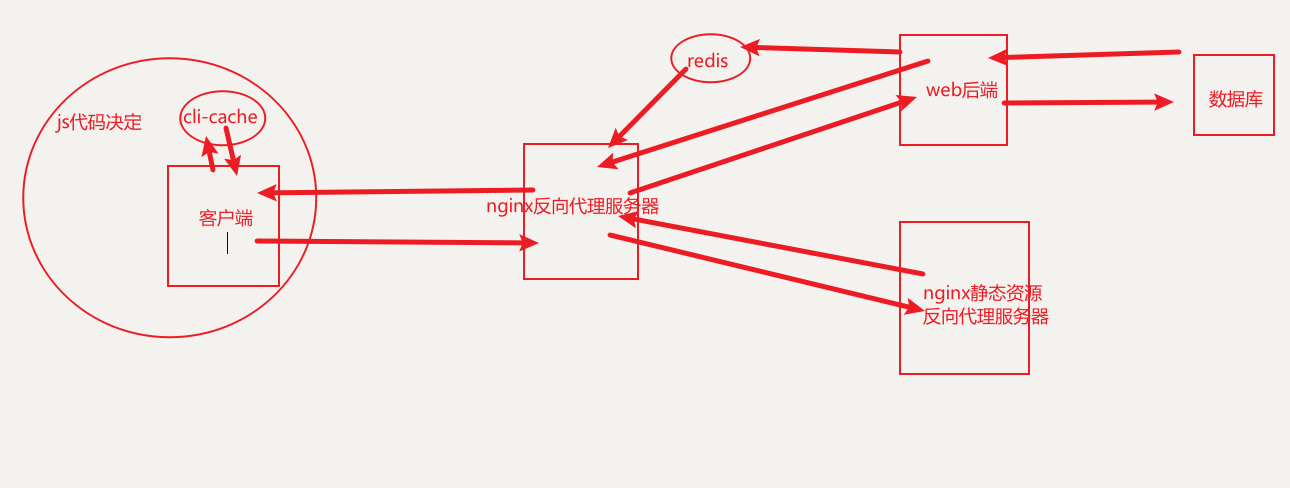 js代码决定
cli-cache
客户端
nginx反向代理服务器
redis
web后端
数据库
nginx静态资源
反向代理服务器